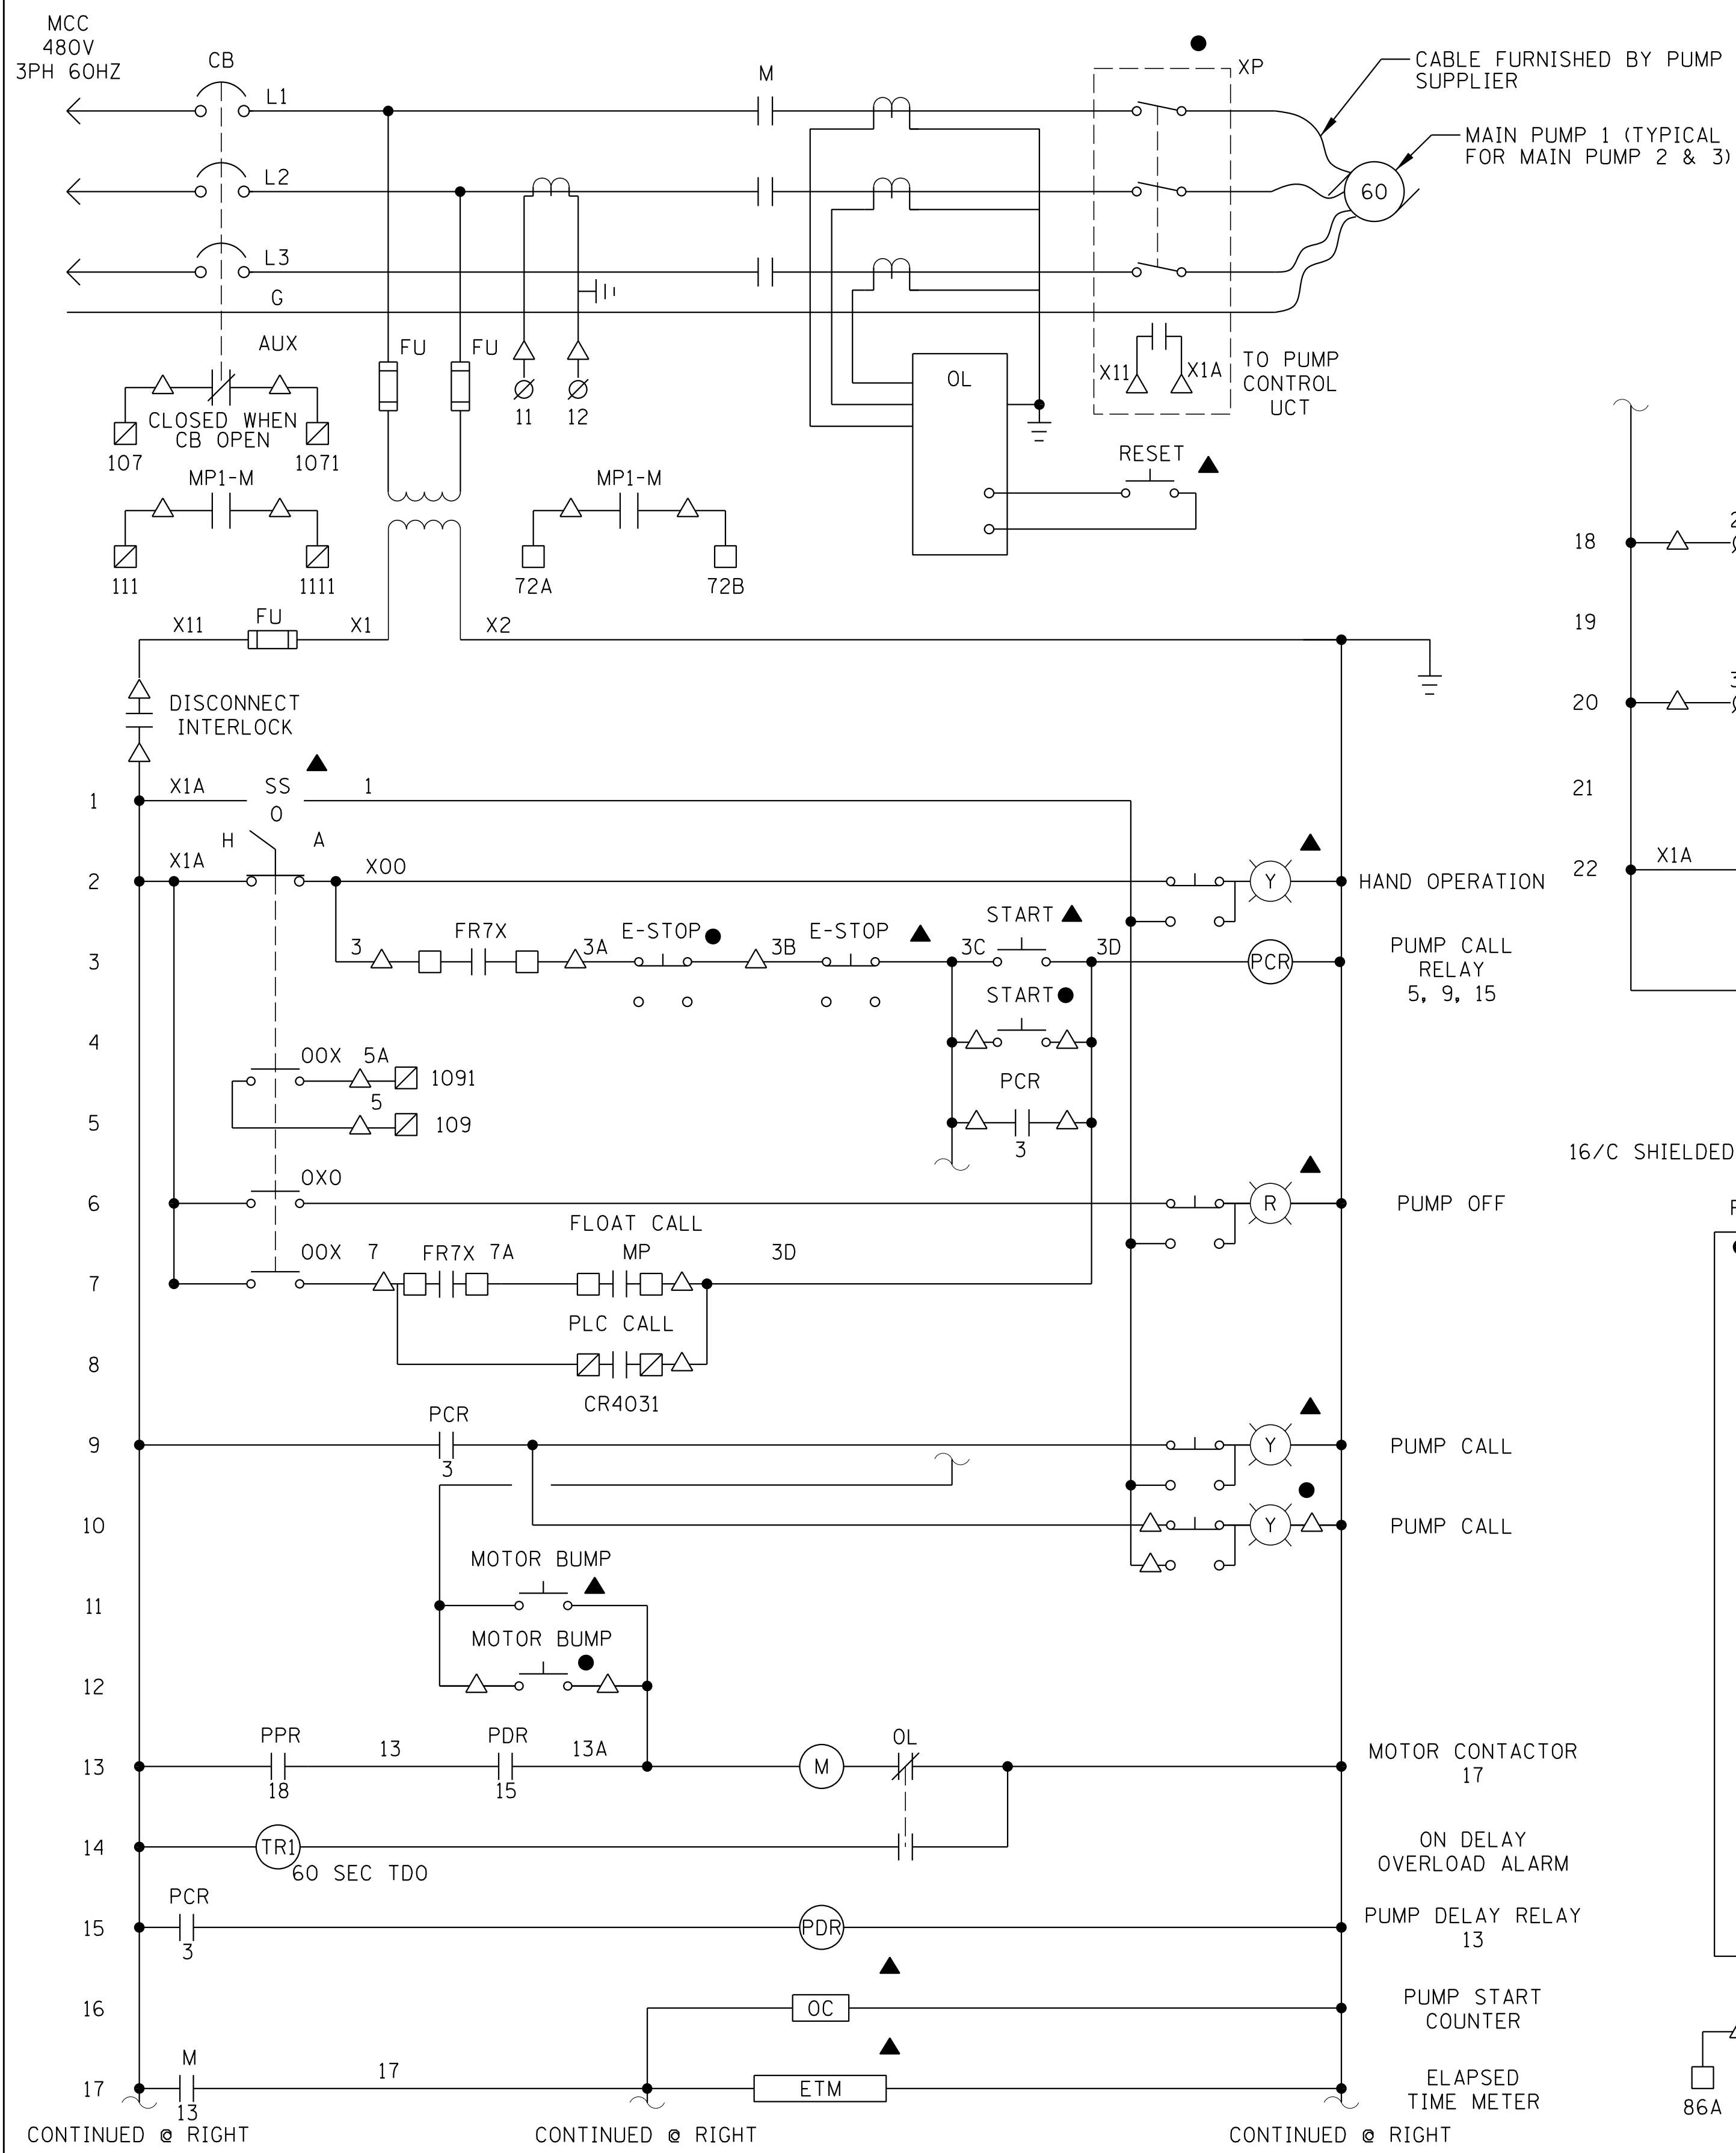 MCC
480V
3PH 60HZ
CB
L1
M
XP
CABLE FURNISHED BY PUMP
SUPPLIER
MAIN PUMP 1 (TYPICAL
FOR MAIN PUMP 2 & 3)
L2
60
L3
G
AUX
FU
FU
CLOSED WHEN
CB OPEN
107
1071
11
12
OL
X11
X1A
TO PUMP
CONTROL
UCT
RESET
MP1-M
111
1111
MP1-M
72A
72B
X11
FU
X1
X2
DISCONNECT
INTERLOCK
1
X1A
SS
O
1
H
A
2
X1A
X00
Y
HAND OPERATION
3
3
FR7X
3A
E-STOP
3B
E-STOP
3C
START
3D
PCR
PUMP CALL
RELAY
5, 9, 15
START
4
00X
5A
1091
PCR
5
5
109
3
6
0X0
R
PUMP OFF
FLOAT CALL
7
00X
7
FR7X
7A
MP
3D
PLC CALL
8
CR4031
PCR
9
3
Y
PUMP CALL
10
Y
PUMP CALL
MOTOR BUMP
11
MOTOR BUMP
12
PPR
13
PDR
13A
OL
13
18
15
M
MOTOR CONTACTOR
17
14
TR1
60 SEC TDO
ON DELAY
OVERLOAD ALARM
PCR
15
3
PDR
PUMP DELAY RELAY
13
16
OC
PUMP START
COUNTER
M
17
17
13
ETM
ELAPSED
TIME METER
CONTINUED @ RIGHT
CONTINUED @ RIGHT
CONTINUED @ RIGHT
18
19
20
21
22
X1A
16/C SHIELDED
86A